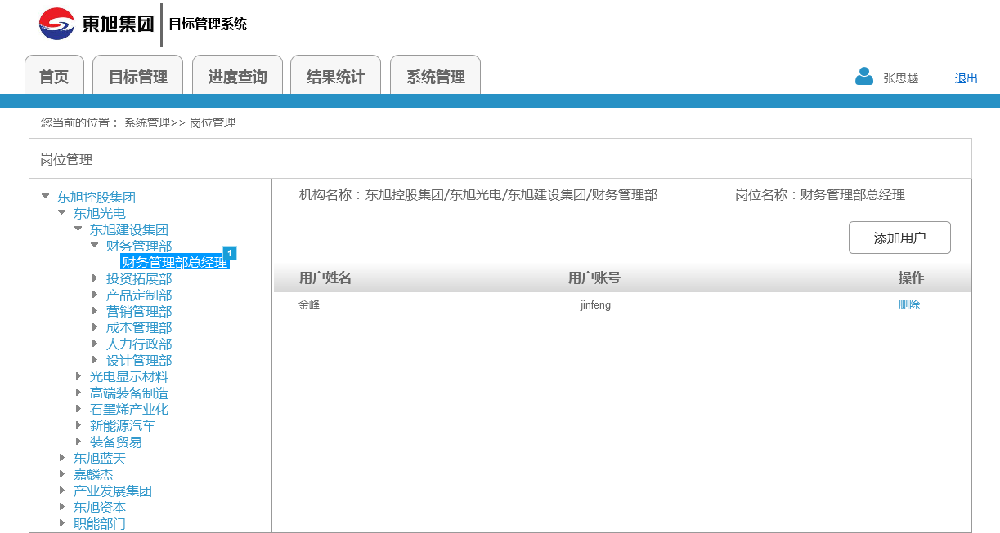 東旭集团 目标管理系统
首页 目标管理 进度查询 结果统计 系统管理 张思越 退出
您当前的位置： 系统管理>> 岗位管理
岗位管理
东旭控股集团
东旭光电
东旭建设集团
财务管理部
财务管理部总经理 1
投资拓展部
产品定制部
营销管理部
成本管理部
人力行政部
设计管理部
光电显示材料
高端装备制造
石墨烯产业化
新能源汽车
装备贸易
东旭蓝天
嘉麟杰
产业发展集团
东旭资本
职能部门
机构名称：东旭控股集团/东旭光电/东旭建设集团/财务管理部 岗位名称：财务管理部总经理
添加用户
用户姓名 用户账号 操作
金峰 jinfeng 删除